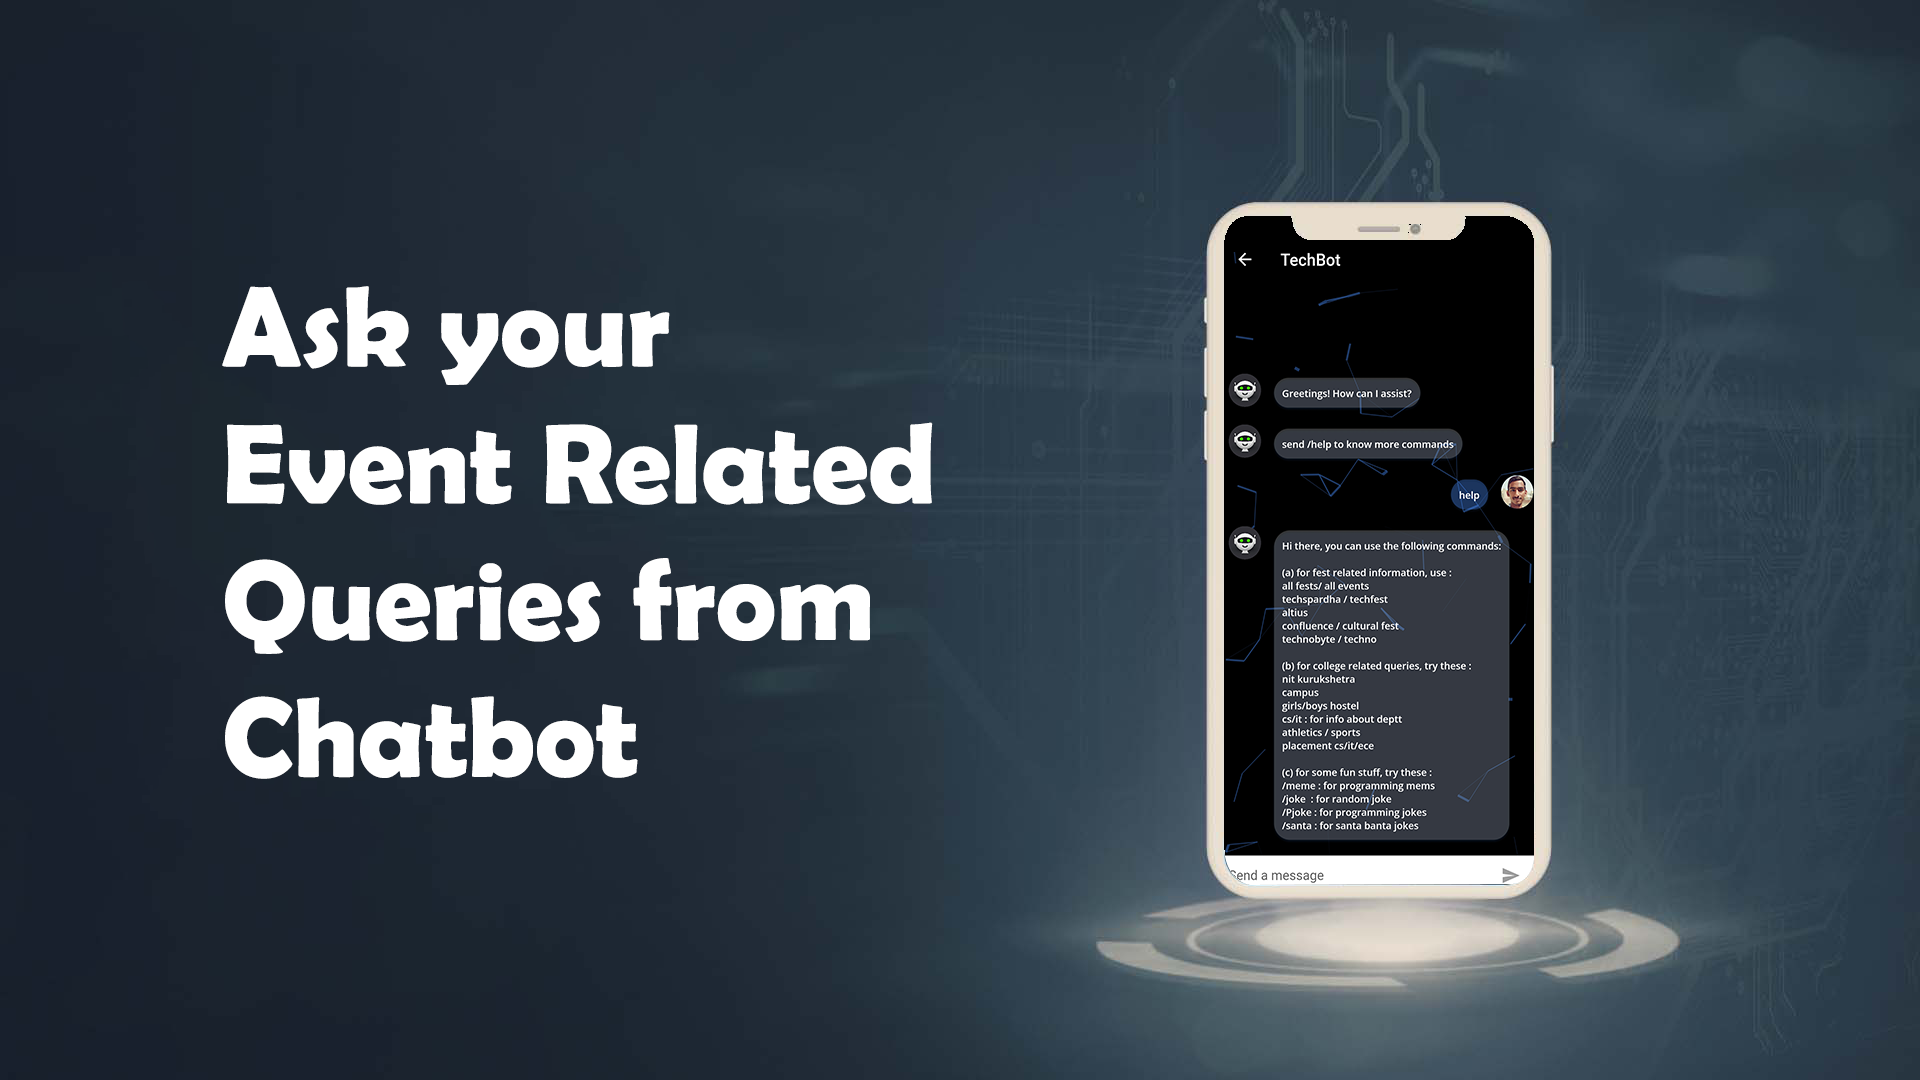 Ask your
Event Related
Queries from
Chatbot
TechBot
Greetings! How can I assist?
send /help to know more commands
help
Hi there, you can use the following commands:
(a) for fest related information, use :
all fests/ all events
techspardha / techfest
altius
confluence / cultural fest
technobyte / techno
(b) for college related queries, try these :
nit kurukshetra
campus
girls/boys hostel
cs/it : for info about deptt
athletics / sports
placement cs/it/ece
(c) for some fun stuff, try these :
/meme : for programming mems
/joke : for random joke
/Pjoke : for programming jokes
/santa : for santa banta jokes
Send a message